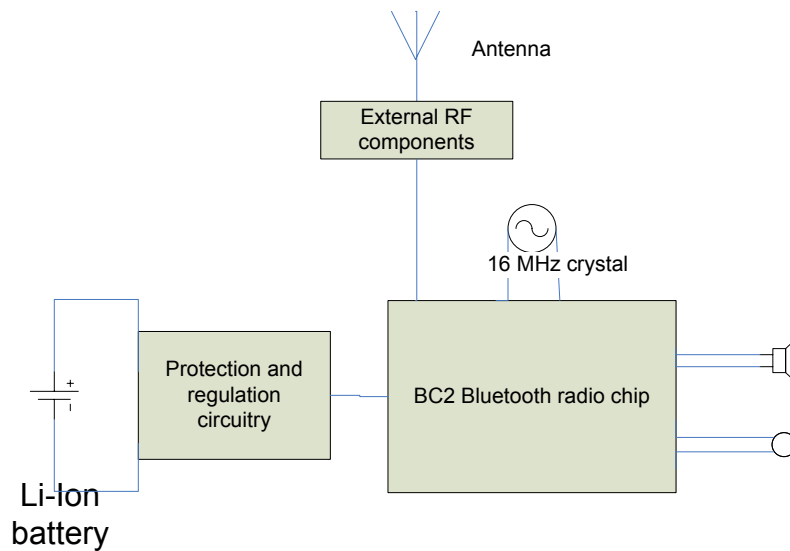 Antenna
External RF
components
16 MHz crystal
Protection and
regulation
circuitry
BC2 Bluetooth radio chip
+
Li-Ion
battery